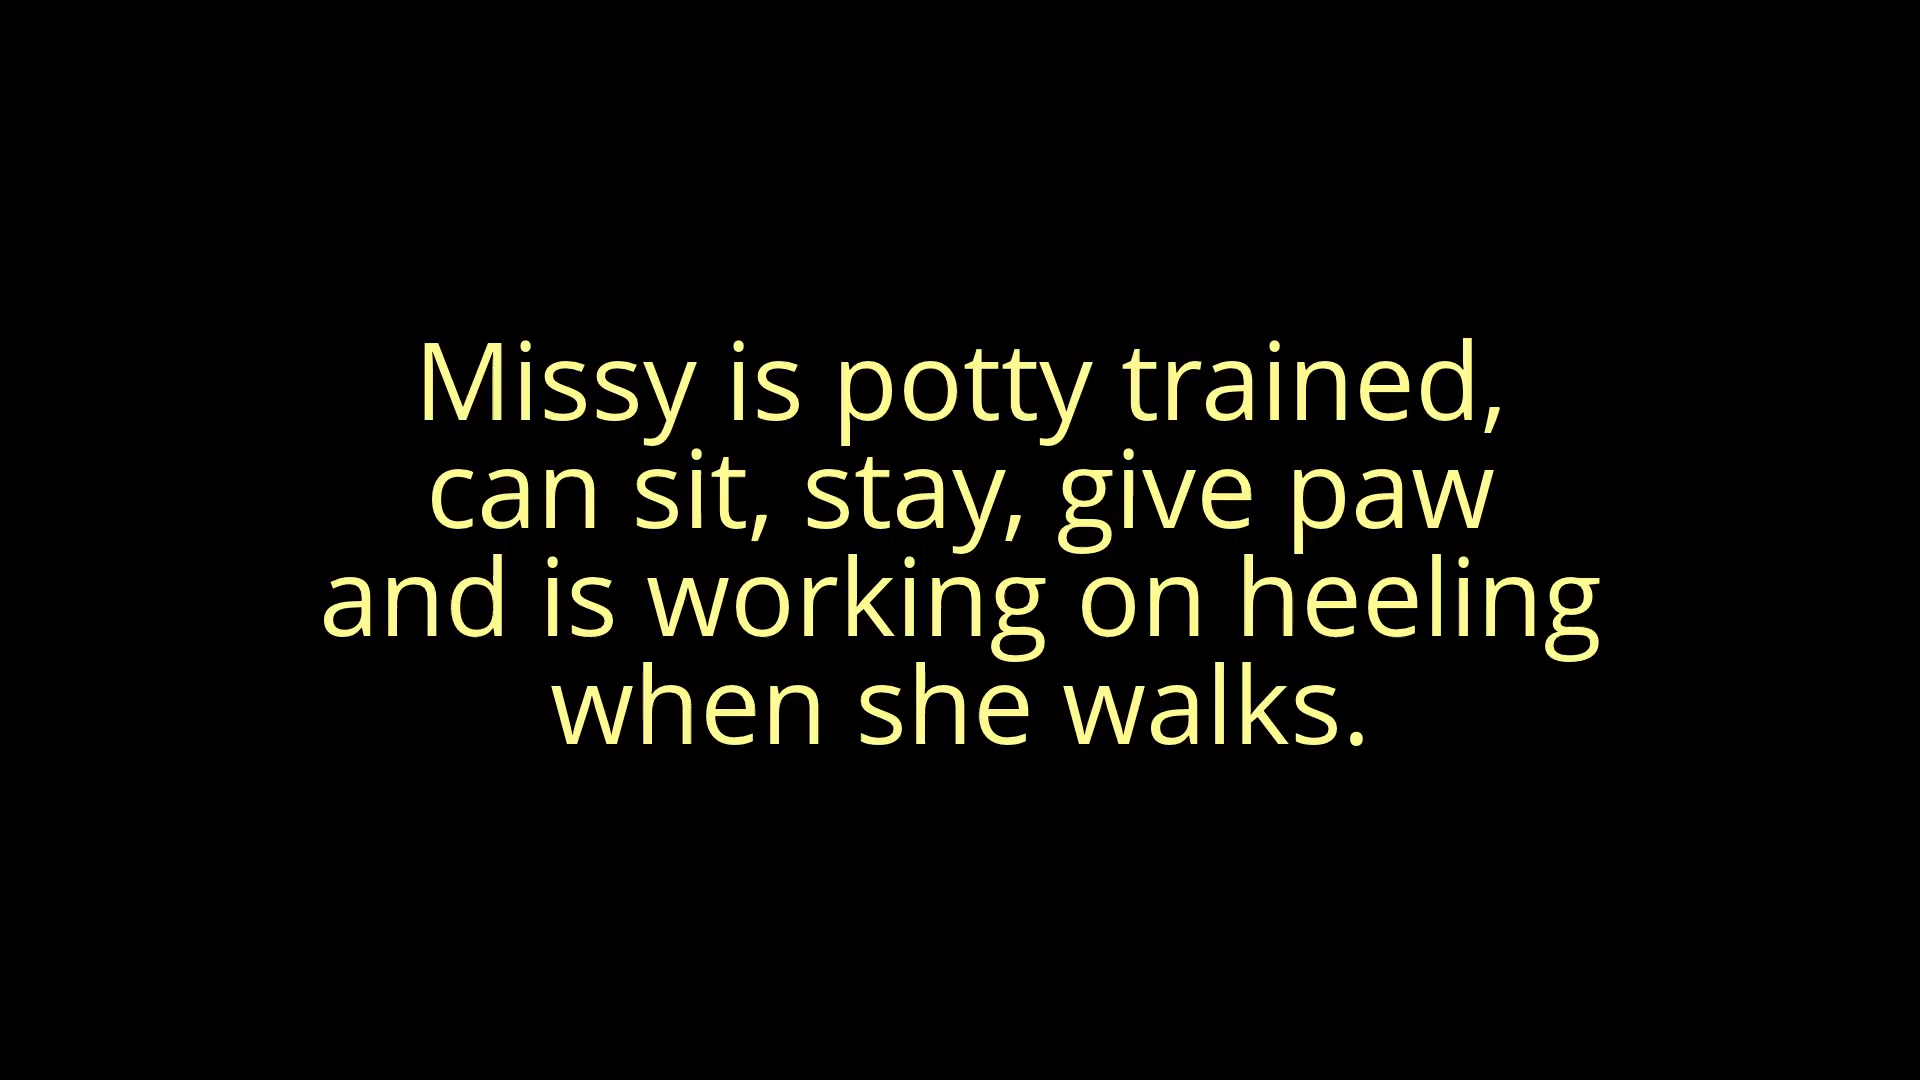 Missy is potty trained,
can sit, stay, give paw
and is working on heeling
when she walks.